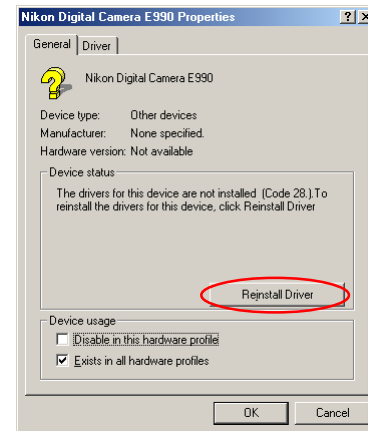 Nikon Digital Camera E990 Properties
General Driver
Nikon Digital Camera E990
Device type: Other devices
Manufacturer: None specified.
Hardware version: Not available
Device status
The drivers for this device are not installed (Code 28.).To
reinstall the drivers for this device, click Reinstall Driver
Reinstall Driver
Device usage
Disable in this hardware profile
Exists in all hardware profiles
OK Cancel